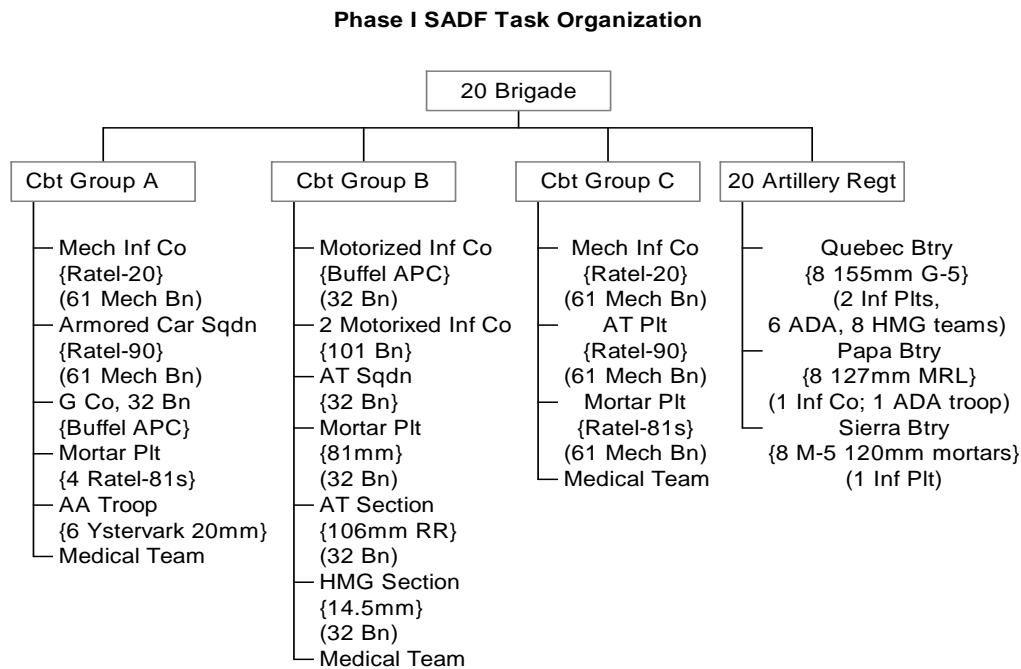 Phase I SADF Task Organization
20 Brigade
Cbt Group A
Mech Inf Co
{Ratel-20}
(61 Mech Bn)
Armored Car Sqdn
{Ratel-90}
(61 Mech Bn)
G Co, 32 Bn
{Buffel APC}
Mortar Plt
{4 Ratel-81s}
AA Troop
{6 Ystervark 20mm}
Medical Team
Cbt Group B
Motorized Inf Co
{Buffel APC}
(32 Bn)
2 Motorixed Inf Co
{101 Bn}
AT Sqdn
{32 Bn}
Mortar Plt
{81mm}
(32 Bn)
AT Section
{106mm RR}
(32 Bn)
HMG Section
{14.5mm}
(32 Bn)
Medical Team
Cbt Group C
Mech Inf Co
{Ratel-20}
(61 Mech Bn)
AT Plt
{Ratel-90}
(61 Mech Bn)
Mortar Plt
{Ratel-81s}
(61 Mech Bn)
Medical Team
20 Artillery Regt
Quebec Btry
{8 155mm G-5}
(2 Inf Plts,
6 ADA, 8 HMG teams)
Papa Btry
{8 127mm MRL}
(1 Inf Co; 1 ADA troop)
Sierra Btry
{8 M-5 120mm mortars}
(1 Inf Plt)